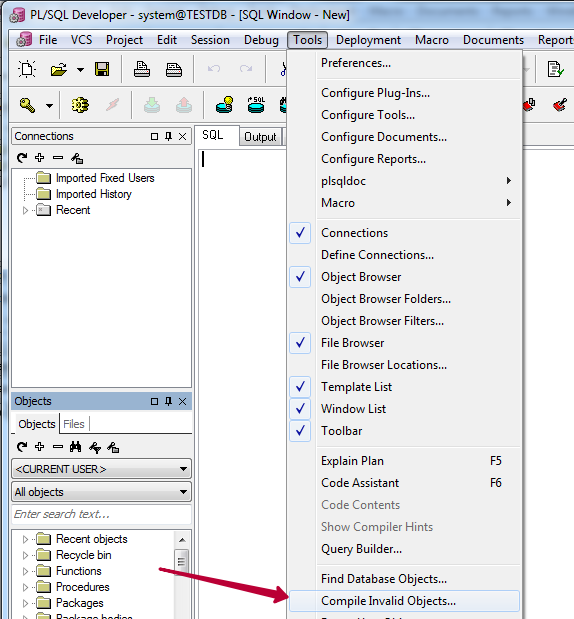 PL/SQL Developer - system@TESTDB - [SQL Window - New]
File VCS Project Edit Session Debug Tools Deployment Macro Documents Report
Connections
Imported Fixed Users
Imported History
Recent
SQL Output
Preferences...
Configure Plug-Ins...
Configure Tools...
Configure Documents...
Configure Reports...
plsqldoc
Macro
Connections
Define Connections...
Object Browser
Object Browser Folders...
Object Browser Filters...
File Browser
File Browser Locations...
Template List
Window List
Toolbar
Explain Plan F5
Code Assistant F6
Code Contents
Show Compiler Hints
Query Builder...
Find Database Objects...
Compile Invalid Objects...
Objects
Objects Files
<CURRENT USER>
All objects
Enter search text...
Recent objects
Recycle bin
Functions
Procedures
Packages
Package bodies